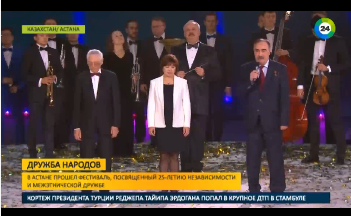 КАЗАХСТАН/ АСТАНА
24
ДРУЖБА НАРОДОВ
В АСТАНЕ ПРОШЕЛ ФЕСТИВАЛЬ, ПОСВЯЩЕННЫЙ 25-ЛЕТИЮ НЕЗАВИСИМОСТИ
И МЕЖЭТНИЧЕСКОЙ ДРУЖБЕ
КОРТЕЖ ПРЕЗИДЕНТА ТУРЦИИ РЕДЖЕПА ТАЙИПА ЭРДОГАНА ПОПАЛ В КРУПНОЕ ДТП В СТАМБУЛЕ